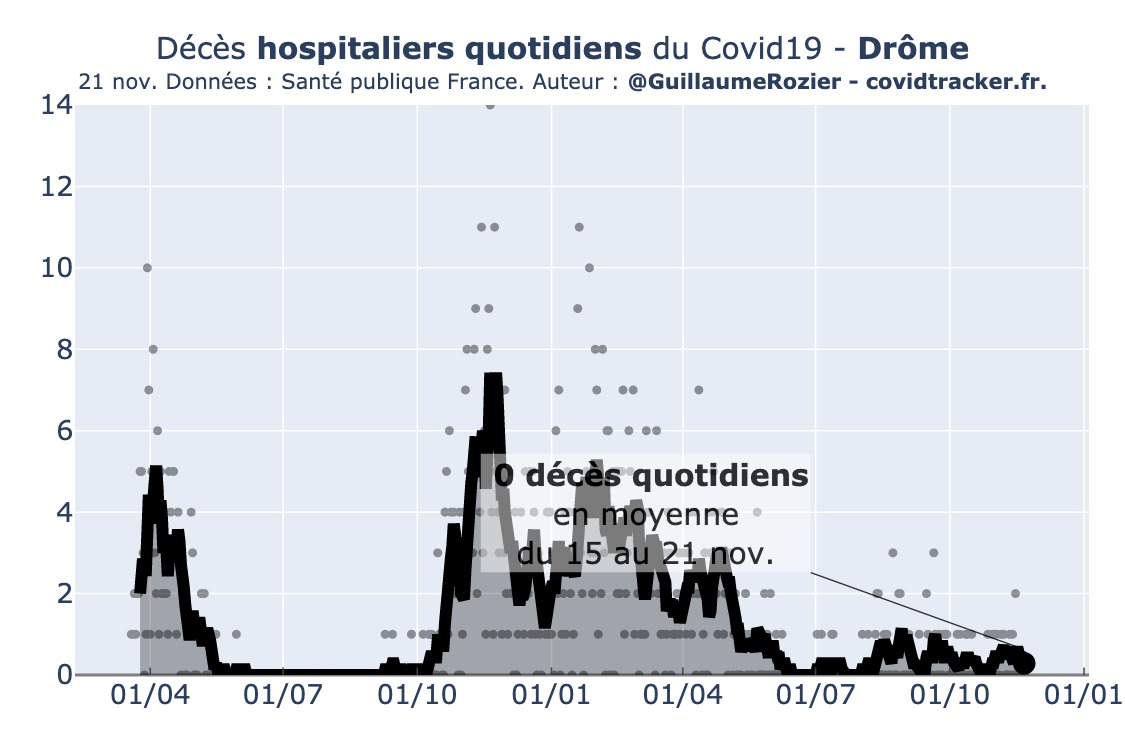 Décès hospitaliers quotidiens du Covid19 - Drôme
21 nov. Données : Santé publique France. Auteur : @GuillaumeRozier - covidtracker.fr.
14
12
10
8
6
4
2
0
0 décès quotidiens
en moyenne
du 15 au 21 nov.
01/04 01/07 01/10 01/01 01/04 01/07 01/10 01/01